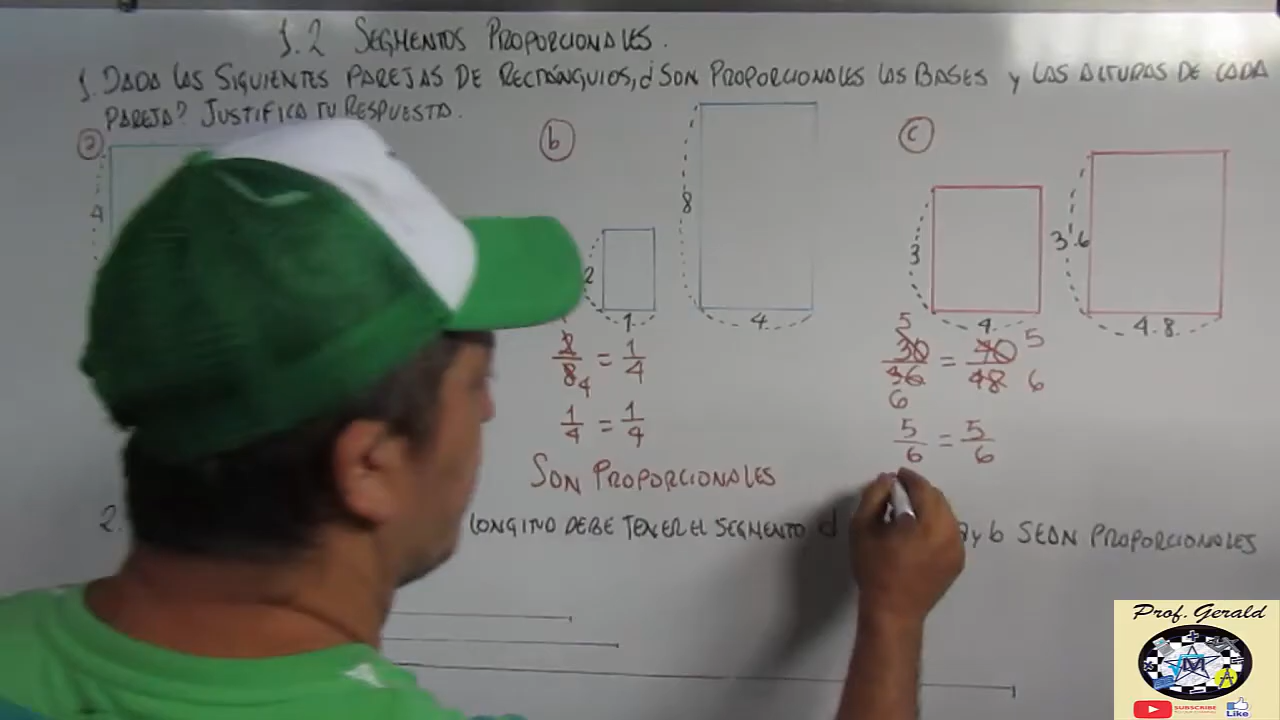 1.2 SEGMENTOS PROPORCIONALES.
1. DADA LAS SIGUIENTES PAREJAS DE RECTÁNGULOS, ¿SON PROPORCIONALES LAS BASES Y LAS ALTURAS DE CADA
PAREJA? JUSTIFICA TU RESPUESTA.
a
b
c
4
2
1
8
4
3
4
3.6
4.8
2/8 4 = 1/4
1/4 = 1/4
SON PROPORCIONALES
5 5
30/36 = 40/48
6 6
5/6 = 5/6
2. LONGITUD DEBE TENER EL SEGMENTO d y b SEAN PROPORCIONALES
Prof. Gerald
M
A
SUBSCRIBE
Like